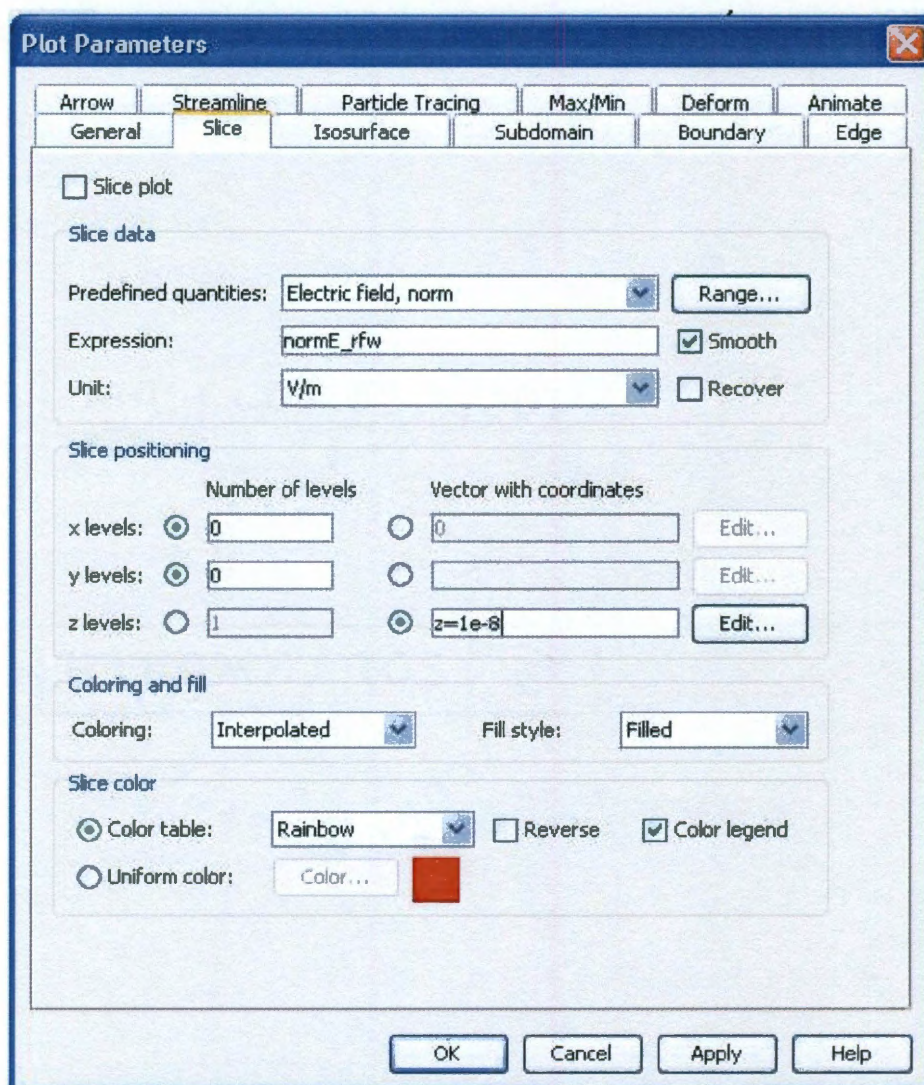 Plot Parameters
Arrow Streamline Particle Tracing Max/Min Deform Animate
General Slice Isosurface Subdomain Boundary Edge
Slice plot
Slice data
Predefined quantities: Electric field, norm Range...
Expression: normE_rfw Smooth
Unit: V/m Recover
Slice positioning
Number of levels Vector with coordinates
x levels: 0 0 Edit...
y levels: 0 Edit...
z levels: 1 z=1e-8 Edit...
Coloring and fill
Coloring: Interpolated Fill style: Filled
Slice color
Color table: Rainbow Reverse Color legend
Uniform color: Color...
OK Cancel Apply Help